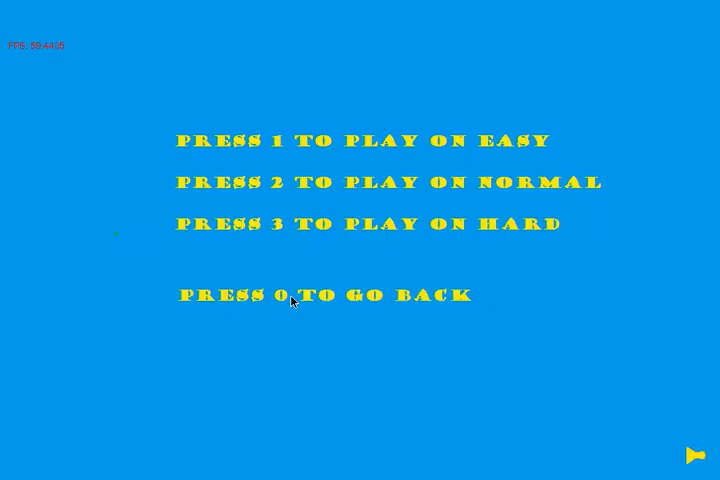 FPS: 59.4405
PRESS 1 TO PLAY ON EASY
PRESS 2 TO PLAY ON NORMAL
PRESS 3 TO PLAY ON HARD
PRESS 0 TO GO BACK